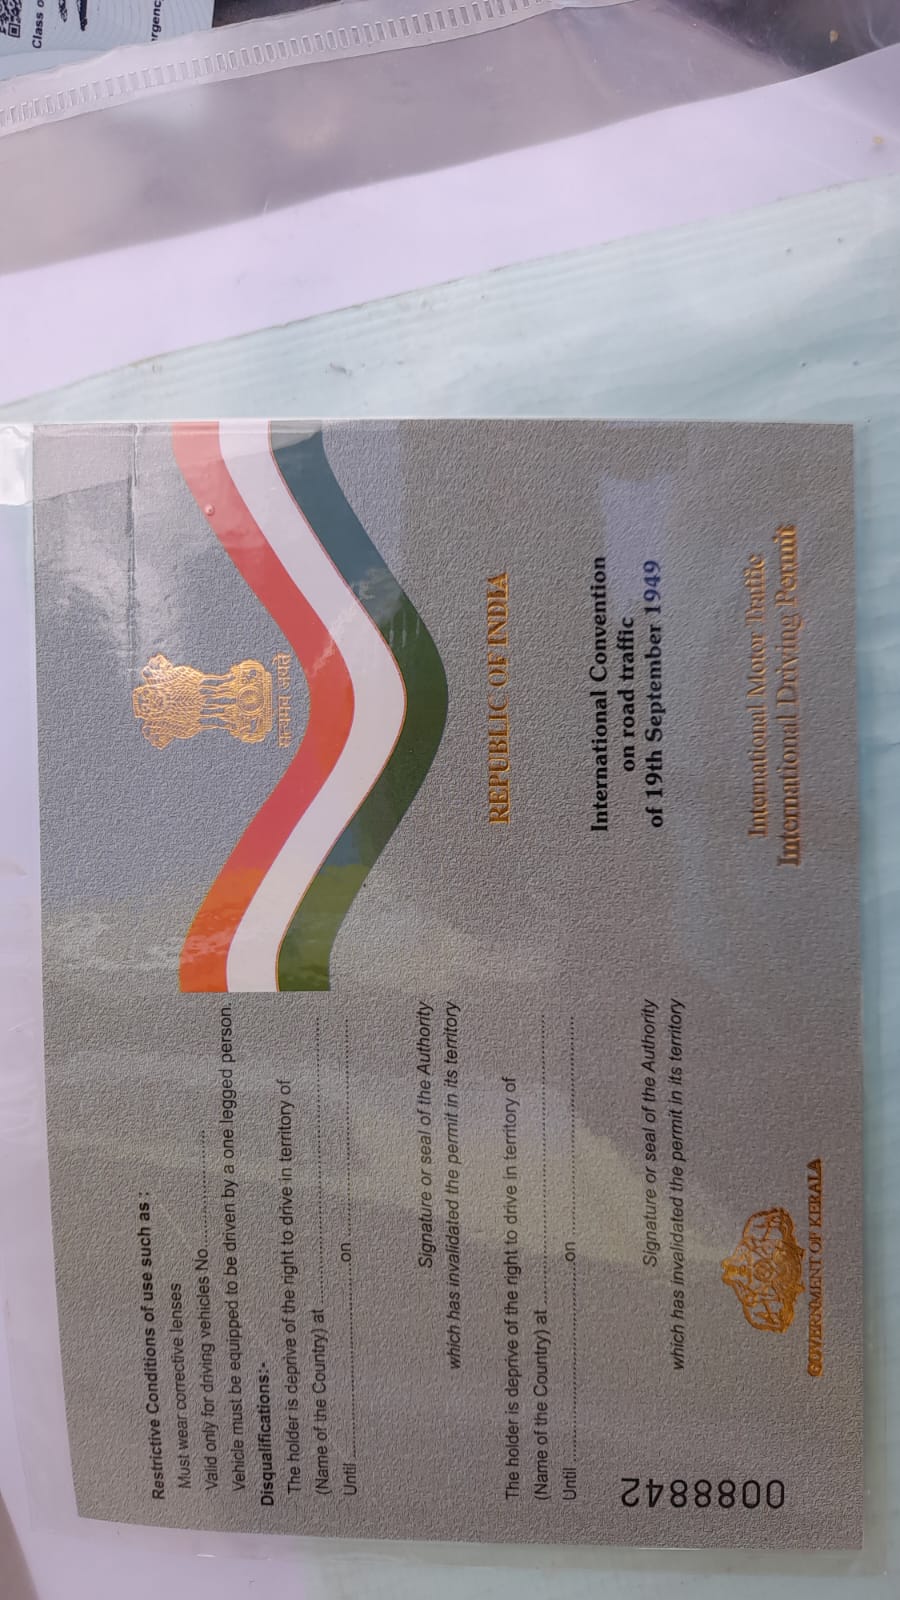 Class o
rgenc
Restrictive Conditions of use such as :
Must wear corrective lenses
Valid only for driving vehicles No........................
Vehicle must be equipped to be driven by a one legged person.
Disqualifications:-
The holder is deprive of the right to drive in territory of
(Name of the Country) at ................................................................
Until ............................................on..................................................
Signature or seal of the Authority
which has invalidated the permit in its territory
The holder is deprive of the right to drive in territory of
(Name of the Country) at ................................................................
Until ............................................on..................................................
Signature or seal of the Authority
which has invalidated the permit in its territory
008842
GOVERNMENT OF KERALA
सत्यमेव जयते
REPUBLIC OF INDIA
International Convention
on road traffic
of 19th September 1949
International Motor Traffic
International Driving Permit